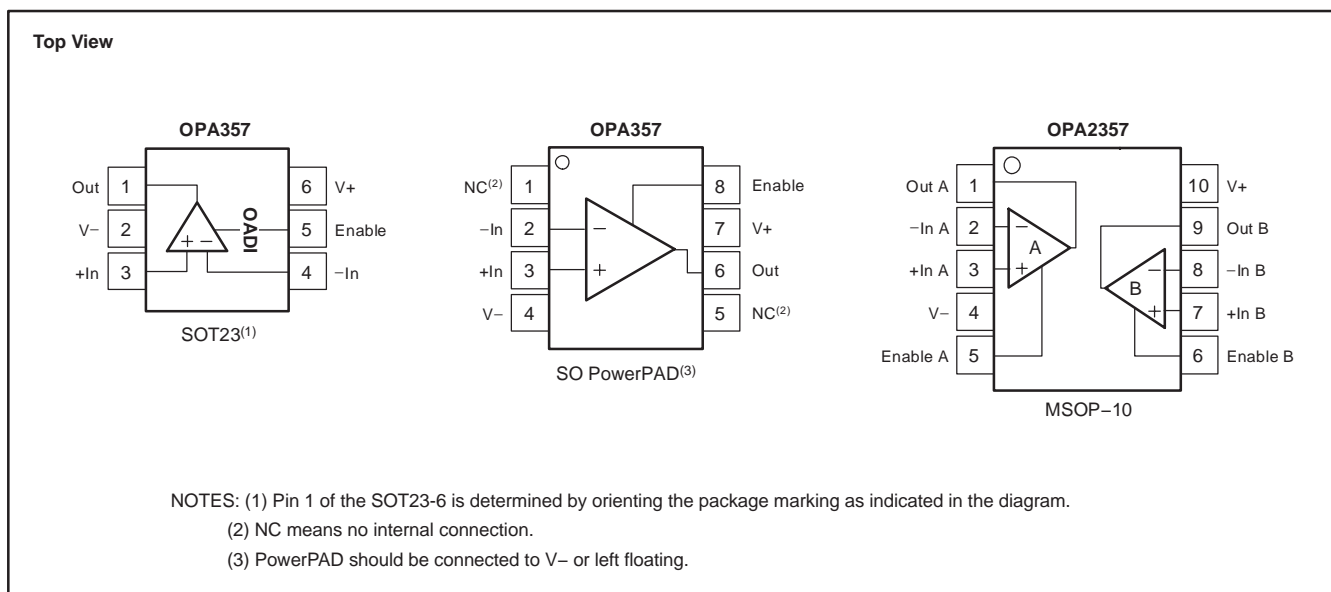 Top View
OPA357
Out 1
V− 2
+In 3
6 V+
5 Enable
4 −In
+ −
OADI
SOT23(1)
OPA357
NC(2) 1
−In 2
+In 3
V− 4
8 Enable
7 V+
6 Out
5 NC(2)
−
+
SO PowerPAD(3)
OPA2357
Out A 1
−In A 2
+In A 3
V− 4
Enable A 5
10 V+
9 Out B
8 −In B
7 +In B
6 Enable B
−
A
+
−
B
+
MSOP−10
NOTES: (1) Pin 1 of the SOT23-6 is determined by orienting the package marking as indicated in the diagram.
(2) NC means no internal connection.
(3) PowerPAD should be connected to V− or left floating.